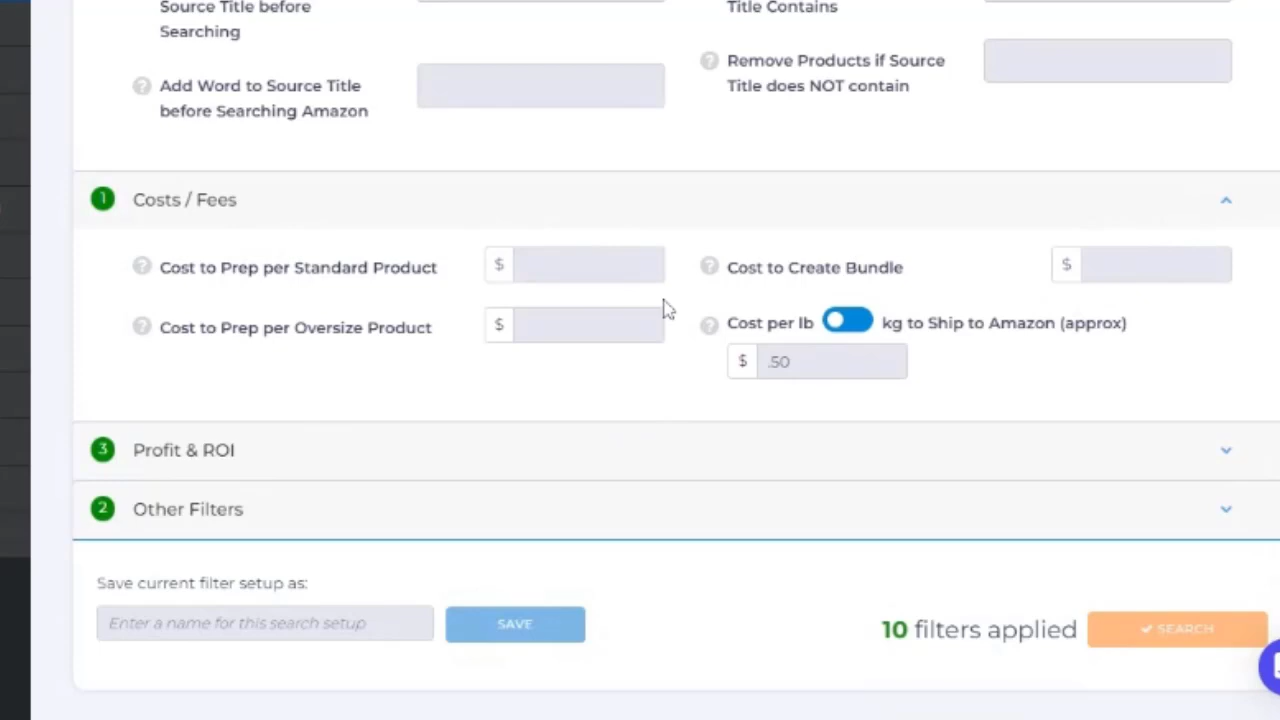 Source Title before
Searching
Title Contains
? Add Word to Source Title
before Searching Amazon
? Remove Products if Source
Title does NOT contain
1 Costs / Fees
? Cost to Prep per Standard Product $
? Cost to Create Bundle $
? Cost to Prep per Oversize Product $
? Cost per lb kg to Ship to Amazon (approx)
$ .50
3 Profit & ROI
2 Other Filters
Save current filter setup as:
Enter a name for this search setup
SAVE
10 filters applied
SEARCH